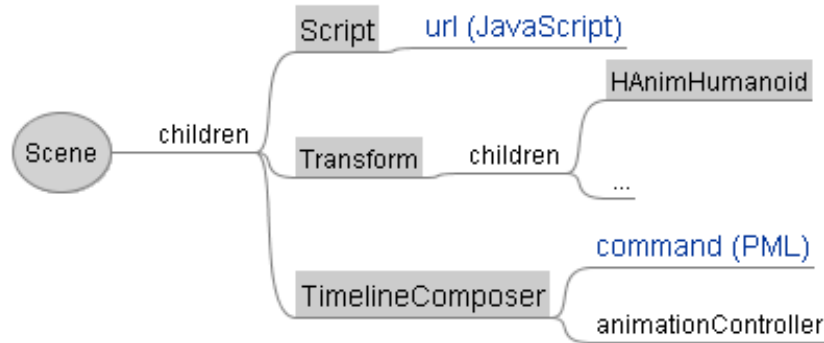 Script
url (JavaScript)
HAnimHumanoid
children
Scene
Transform
children
...
command (PML)
TimelineComposer
animationController